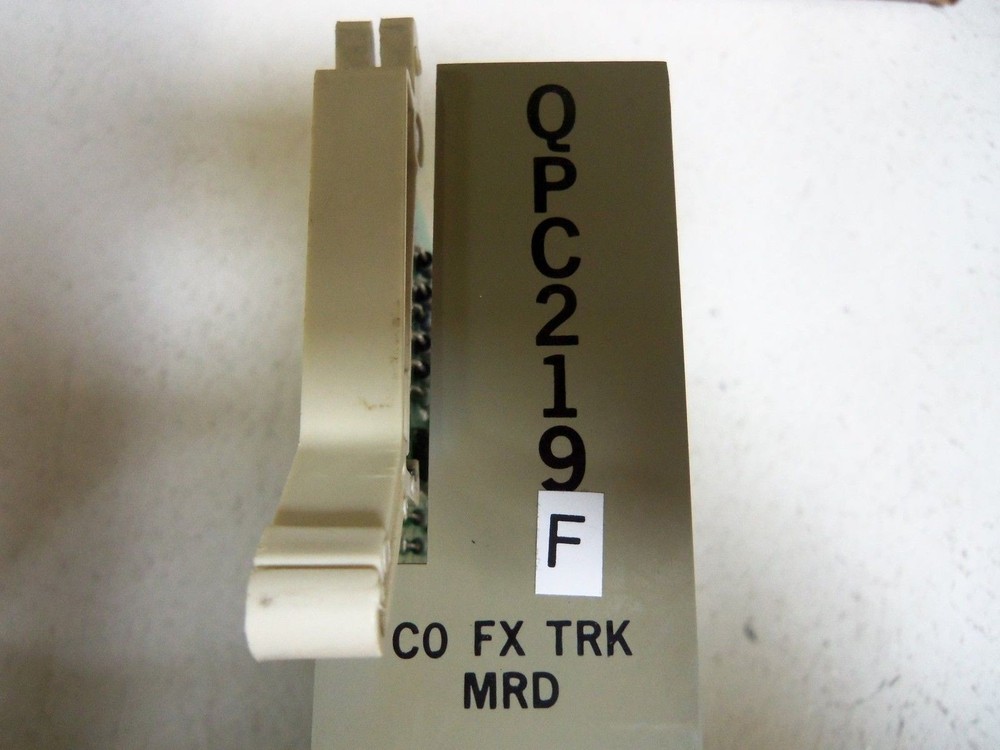 QPC219
F
CO FX TRK
MRD